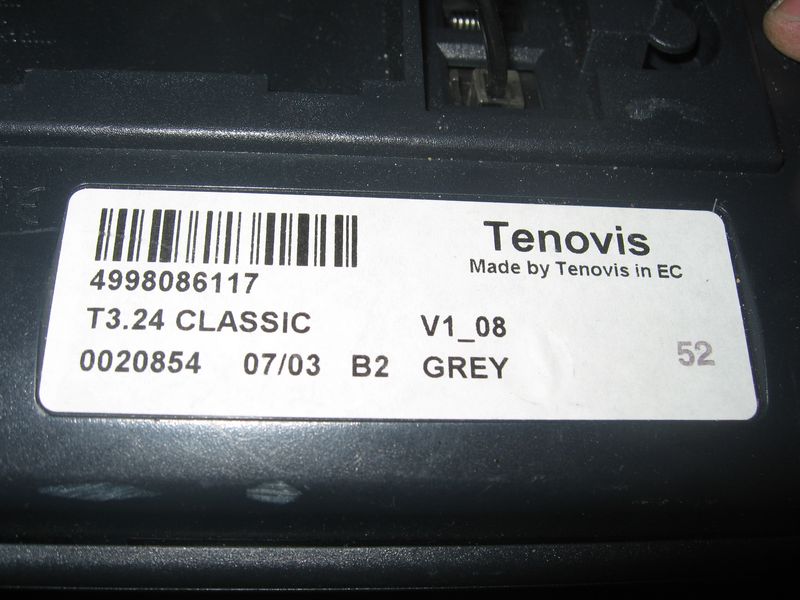 Tenovis
Made by Tenovis in EC
4998086117
T3.24 CLASSIC V1_08
0020854 07/03 B2 GREY
52